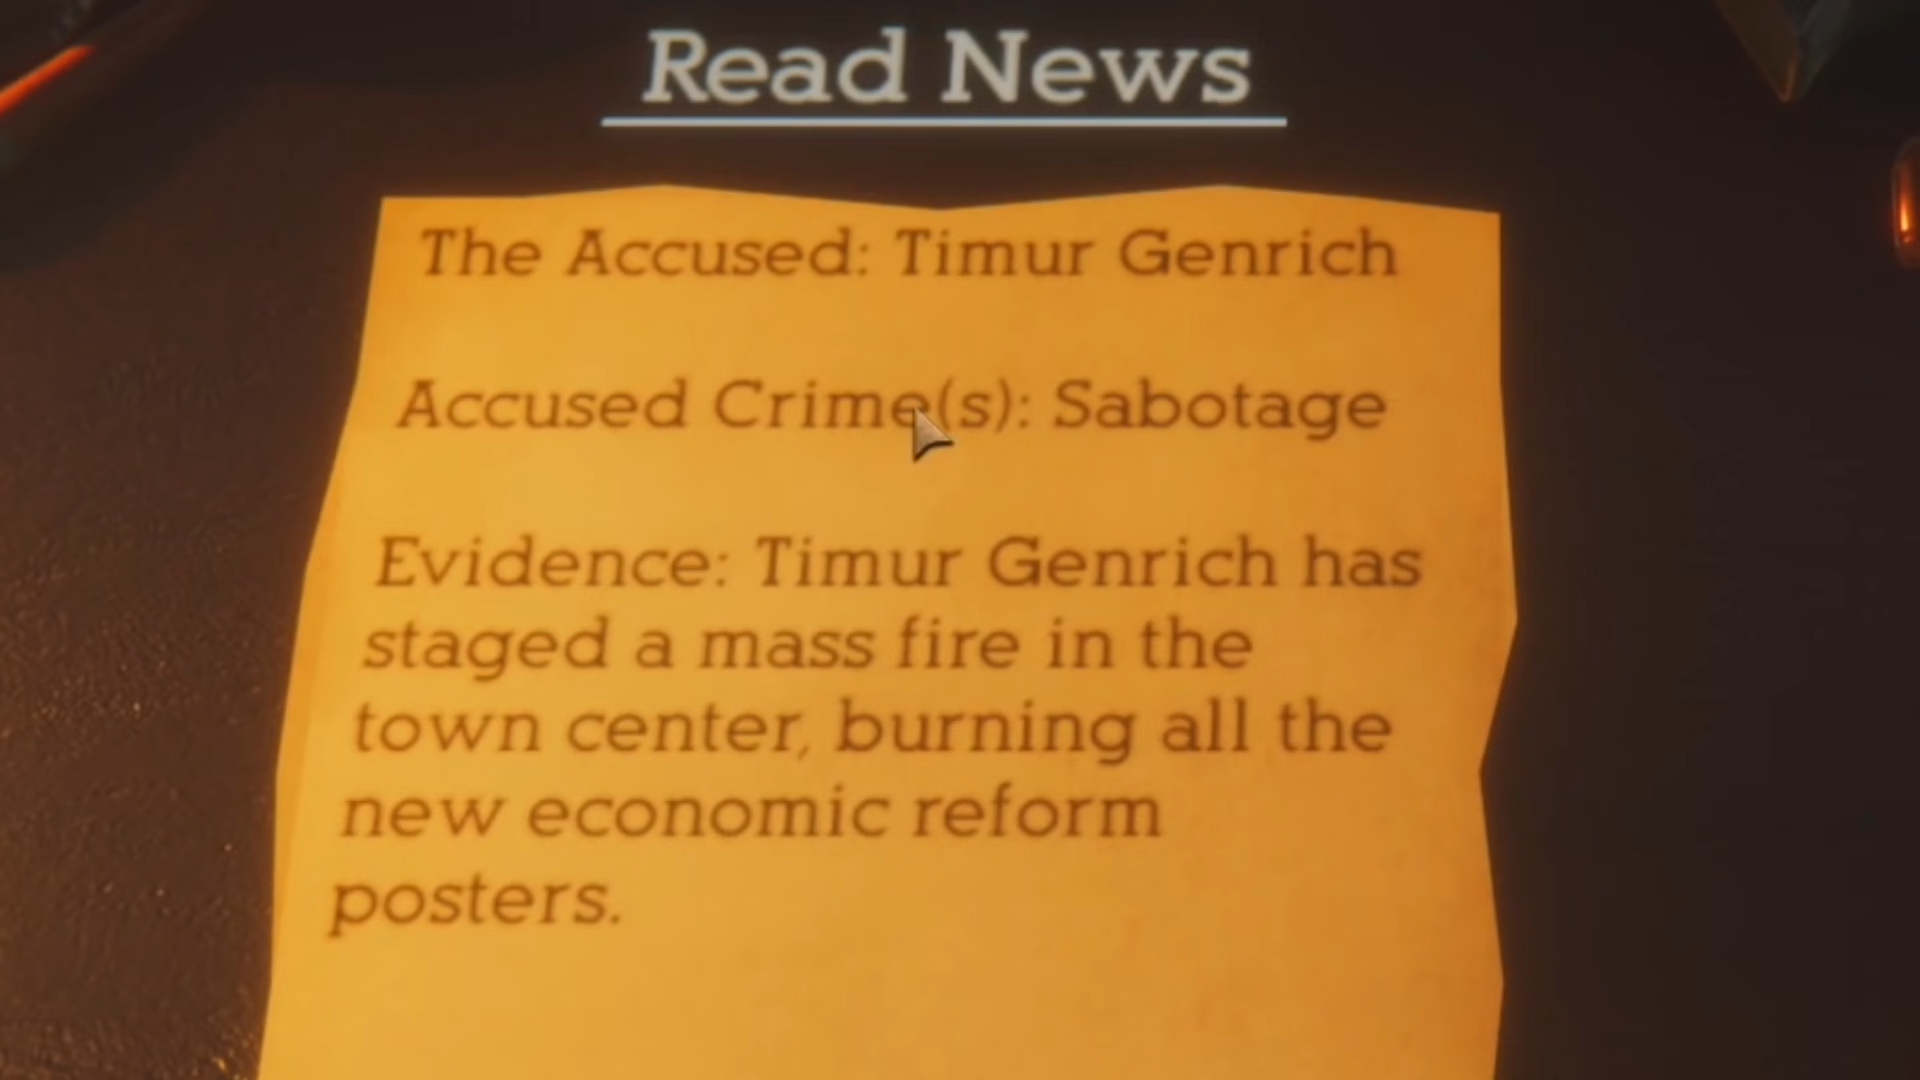 Read News
The Accused: Timur Genrich
Accused Crime(s): Sabotage
Evidence: Timur Genrich has
staged a mass fire in the
town center, burning all the
new economic reform
posters.